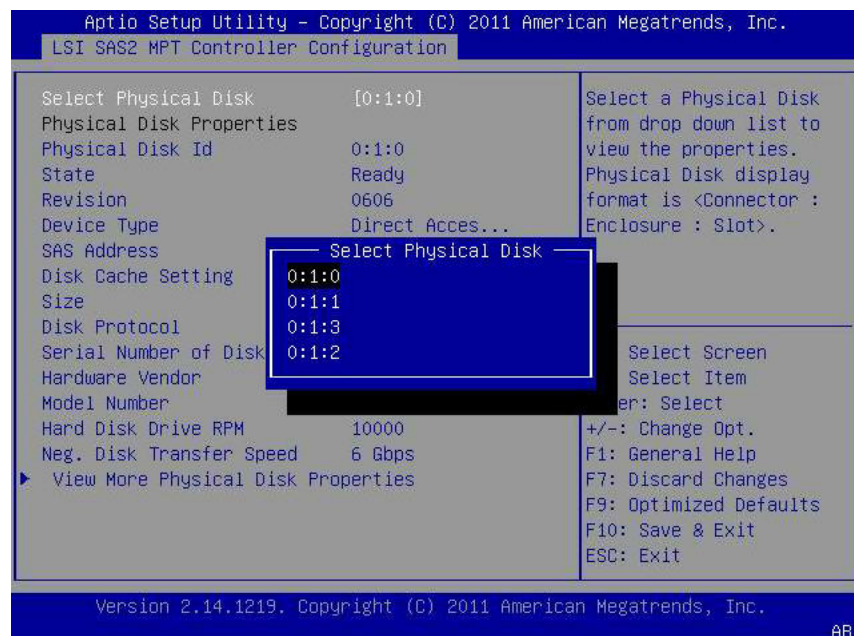 Aptio Setup Utility – Copyright (C) 2011 American Megatrends, Inc.
LSI SAS2 MPT Controller Configuration
Select Physical Disk [0:1:0]
Physical Disk Properties
Physical Disk Id 0:1:0
State Ready
Revision 0606
Device Type Direct Acces...
SAS Address
Disk Cache Setting
Size
Disk Protocol
Serial Number of Disk
Hardware Vendor
Model Number
Hard Disk Drive RPM 10000
Neg. Disk Transfer Speed 6 Gbps
View More Physical Disk Properties
Select Physical Disk
0:1:0
0:1:1
0:1:3
0:1:2
Select a Physical Disk
from drop down list to
view the properties.
Physical Disk display
format is <Connector :
Enclosure : Slot>.
Select Screen
Select Item
er: Select
+/-: Change Opt.
F1: General Help
F7: Discard Changes
F9: Optimized Defaults
F10: Save & Exit
ESC: Exit
Version 2.14.1219. Copyright (C) 2011 American Megatrends, Inc.
AB